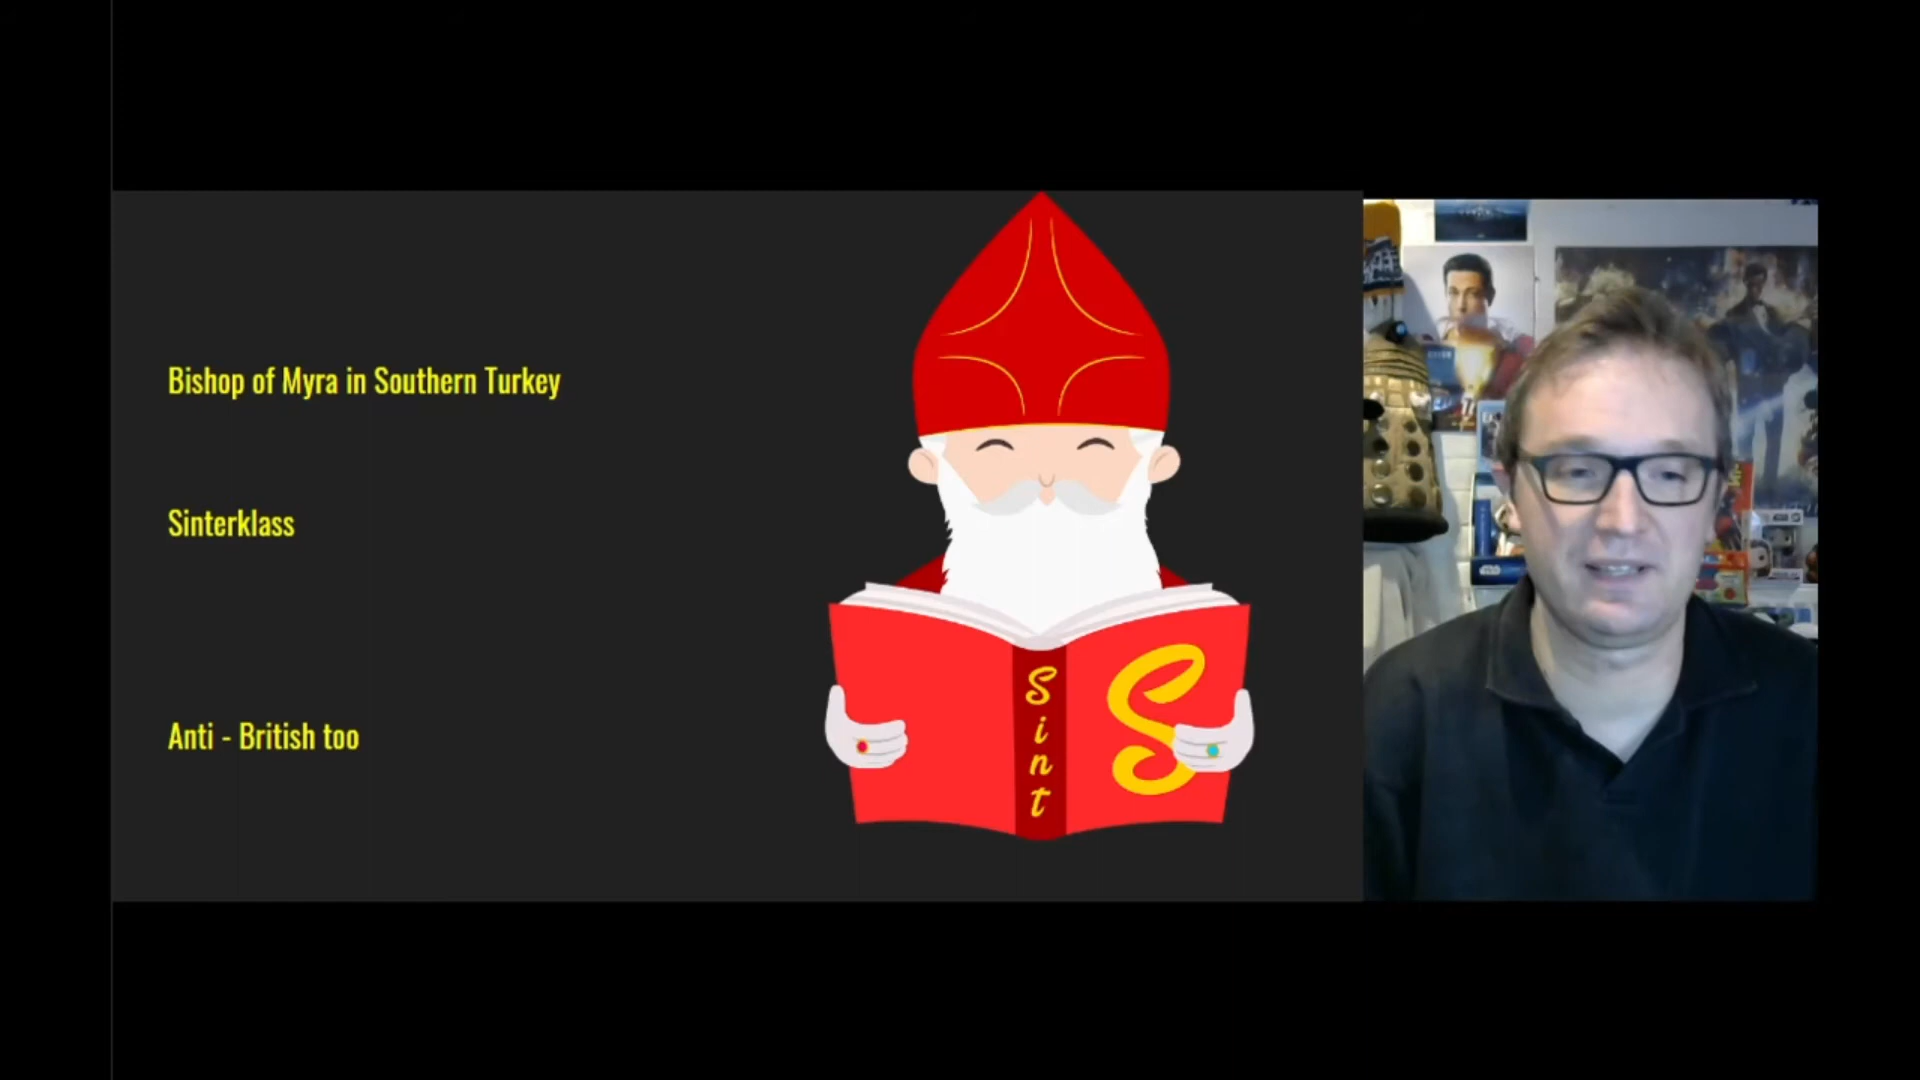 Bishop of Myra in Southern Turkey
Sinterklass
Anti - British too
Sint
S